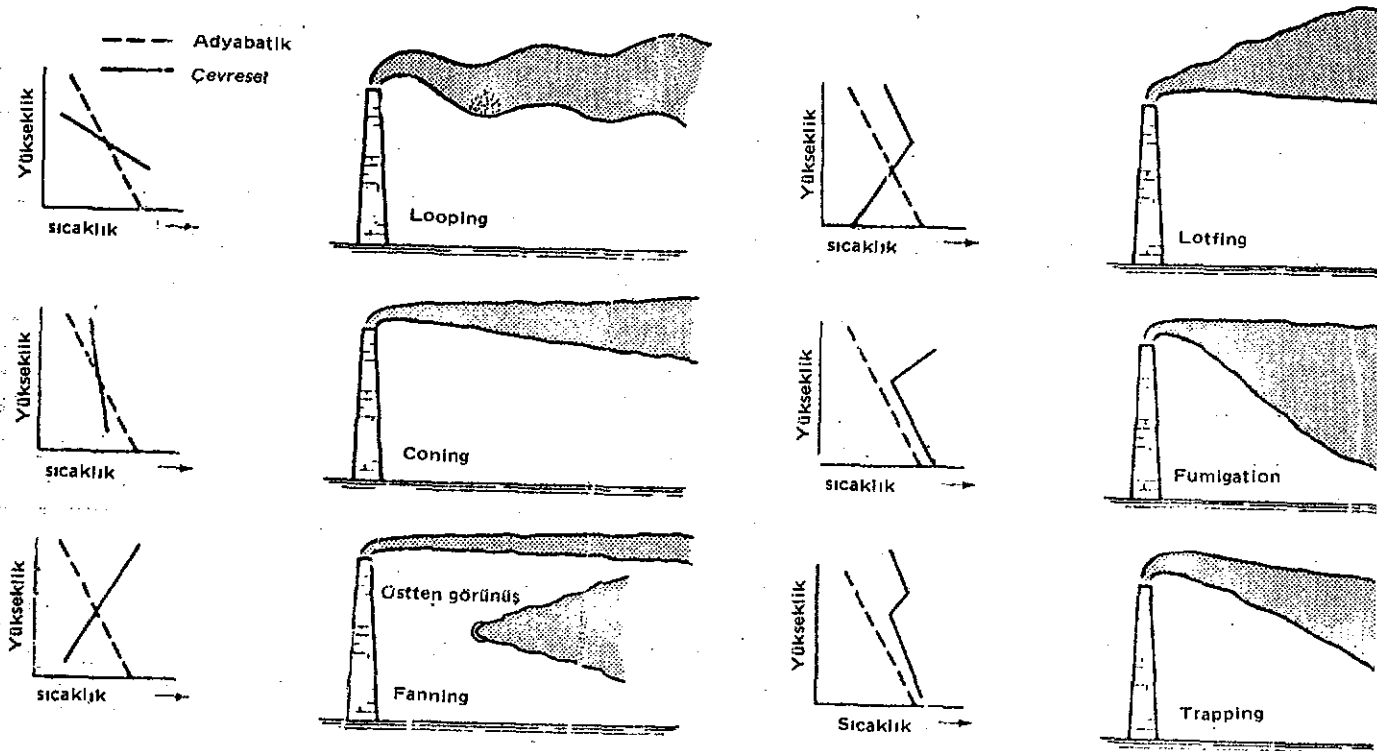 Adyabatik
Çevresel
Yükseklik
sıcaklık
Looping
Yükseklik
sıcaklık
Coning
Yükseklik
sıcaklık
Üstten görünüş
Fanning
Yükseklik
sıcaklık
Lotfing
Yükseklik
sıcaklık
Fumigation
Yükseklik
Sıcaklık
Trapping